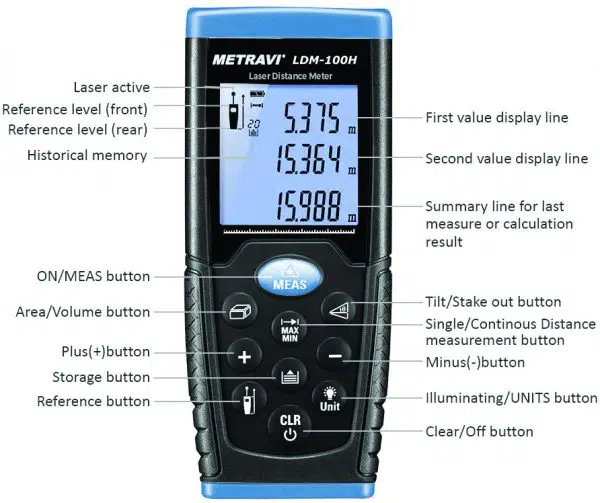 METRAVI® LDM-100H
Laser Distance Meter
Laser active
Reference level (front)
Reference level (rear)
Historical memory
20
5.375 m
15.364 m
15.988 m
First value display line
Second value display line
Summary line for last
measure or calculation
result
ON/MEAS button
Area/Volume button
Plus(+)button
Storage button
Reference button
MEAS
MAX
MIN
+
−
Unit
CLR
Tilt/Stake out button
Single/Continous Distance
measurement button
Minus(-)button
Illuminating/UNITS button
Clear/Off button